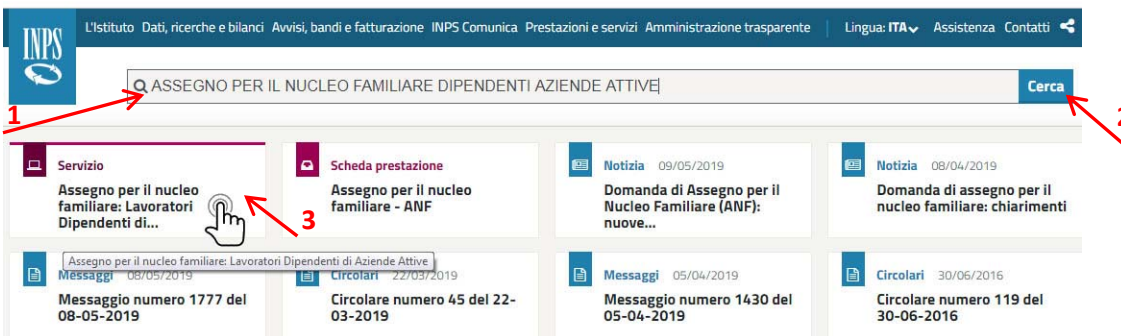 INPS
L'Istituto Dati, ricerche e bilanci Avvisi, bandi e fatturazione INPS Comunica Prestazioni e servizi Amministrazione trasparente Lingua: ITA Assistenza Contatti
ASSEGNO PER IL NUCLEO FAMILIARE DIPENDENTI AZIENDE ATTIVE
Cerca
1
2
Servizio
Assegno per il nucleo
familiare: Lavoratori
Dipendenti di...
3
Scheda prestazione
Assegno per il nucleo
familiare - ANF
Notizia 09/05/2019
Domanda di Assegno per il
Nucleo Familiare (ANF):
nuove...
Notizia 08/04/2019
Domanda di assegno per il
nucleo familiare: chiarimenti
Assegno per il nucleo familiare: Lavoratori Dipendenti di Aziende Attive
Messaggi 08/05/2019
Messaggio numero 1777 del
08-05-2019
Circolari 22/03/2019
Circolare numero 45 del 22-
03-2019
Messaggi 05/04/2019
Messaggio numero 1430 del
05-04-2019
Circolari 30/06/2016
Circolare numero 119 del
30-06-2016